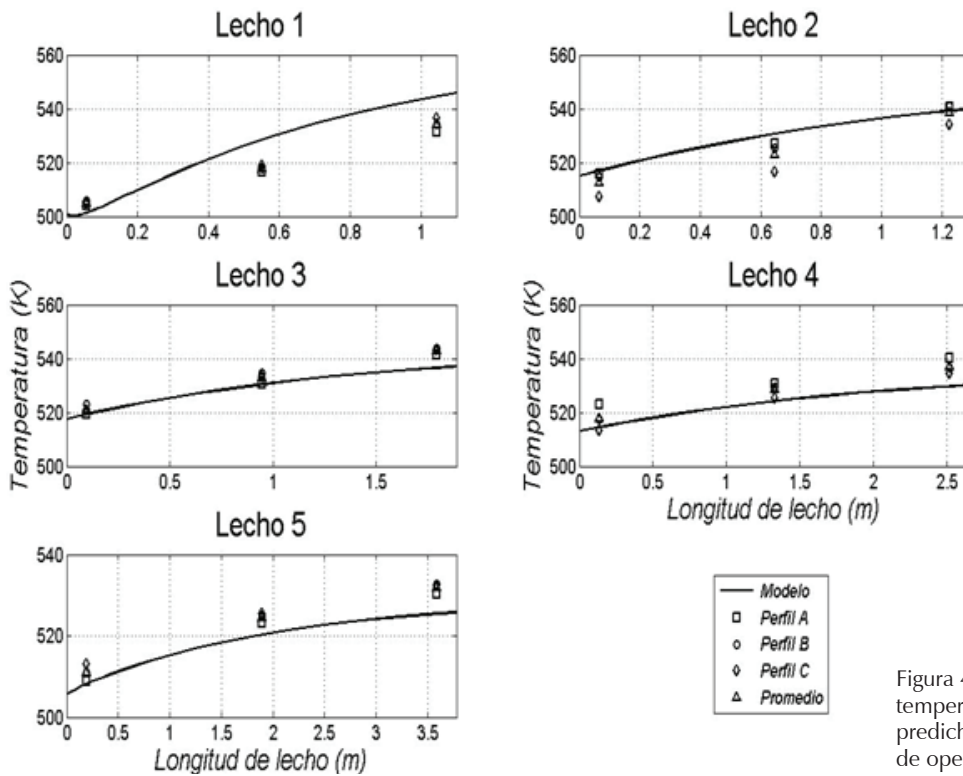 Lecho 1
560
540
520
500
0 0.2 0.4 0.6 0.8 1
Lecho 2
560
540
520
500
0 0.2 0.4 0.6 0.8 1 1.2
Lecho 3
560
540
520
500
0.5 1 1.5
Temperatura (K)
Lecho 4
560
540
520
500
0 0.5 1 1.5 2 2.5
Temperatura (K)
Longitud de lecho (m)
Lecho 5
540
520
500
0 0.5 1 1.5 2 2.5 3 3.5
Longitud de lecho (m)
Modelo
Perfil A
Perfil B
Perfil C
Promedio
Figura 4
temper
predich
de ope